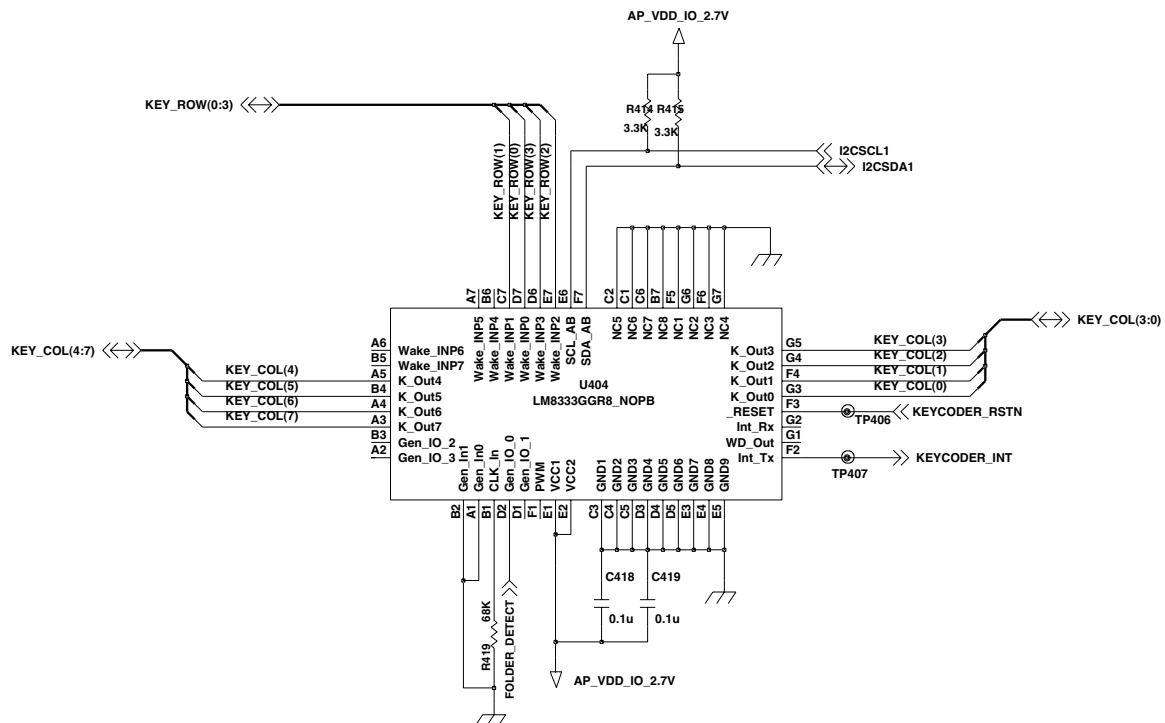 AP_VDD_IO_2.7V
KEY_ROW(0:3)
R414 R415
3.3K 3.3K
I2CSCL1
I2CSDA1
KEY_ROW(1)
KEY_ROW(0)
KEY_ROW(3)
KEY_ROW(2)
A7
B6
C7
D7
D6
E7
E6
F7
C2
C1
C6
B7
F5
G6
F6
G7
Wake_INP5
Wake_INP4
Wake_INP1
Wake_INP0
Wake_INP3
Wake_INP2
SCL_AB
SDA_AB
NC5
NC6
NC7
NC8
NC1
NC2
NC3
NC4
KEY_COL(4:7)
KEY_COL(3:0)
A6 Wake_INP6
B5 Wake_INP7
KEY_COL(4) A5 K_Out4
KEY_COL(5) B4 K_Out5
KEY_COL(6) A4 K_Out6
KEY_COL(7) A3 K_Out7
B3 Gen_IO_2
A2 Gen_IO_3
U404
LM8333GGR8_NOPB
K_Out3 G5 KEY_COL(3)
K_Out2 G4 KEY_COL(2)
K_Out1 F4 KEY_COL(1)
K_Out0 G3 KEY_COL(0)
_RESET F3 KEYCODER_RSTN
TP406
Int_Rx G2
WD_Out G1
Int_Tx F2 KEYCODER_INT
TP407
Gen_In1
Gen_In0
CLK_In
Gen_IO_0
Gen_IO_1
PWM
VCC1
VCC2
GND1
GND2
GND3
GND4
GND5
GND6
GND7
GND8
GND9
B2
A1
B1
D2
D1
F1
E1
E2
C3
C4
C5
D3
D4
D5
E3
E4
E5
C418 C419
0.1u 0.1u
68K
R419
FOLDER_DETECT
AP_VDD_IO_2.7V